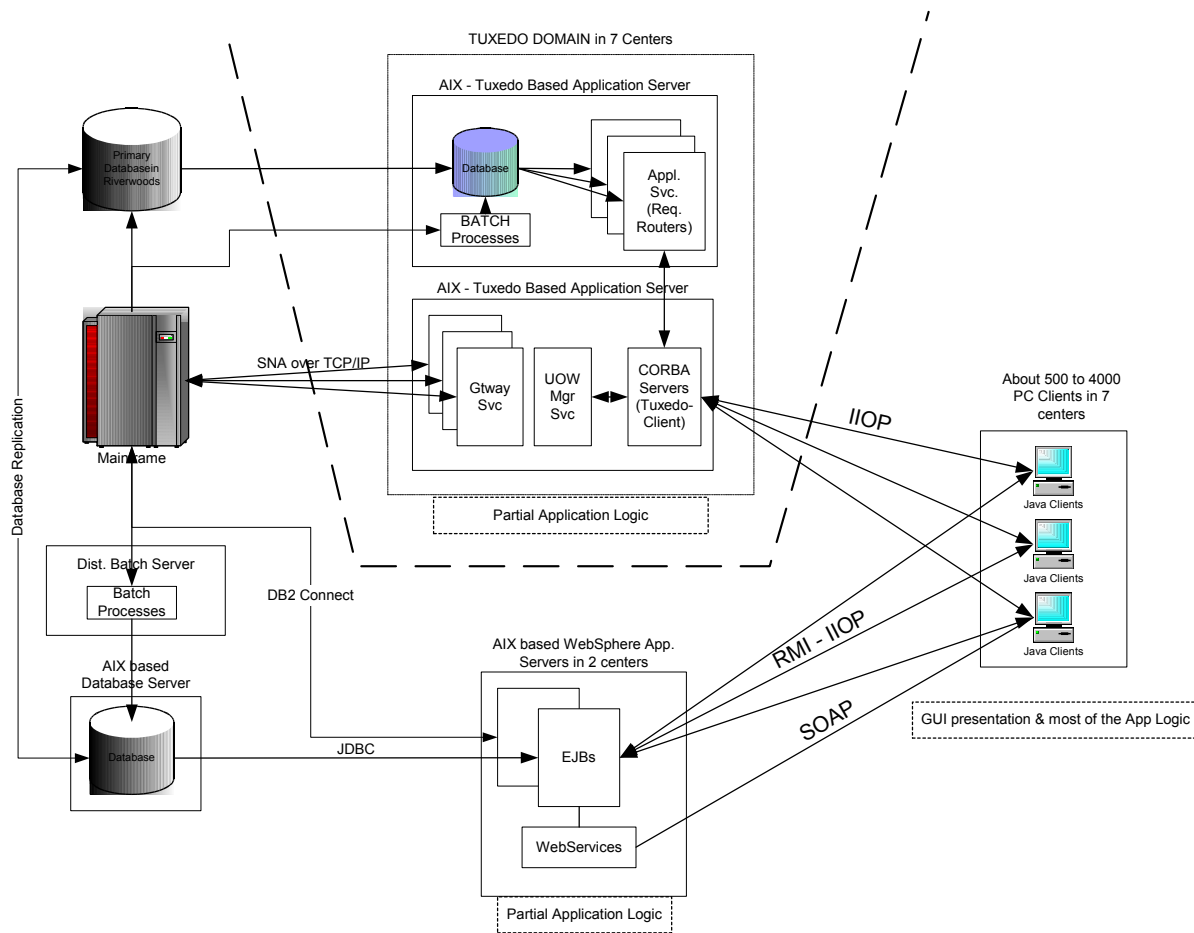 TUXEDO DOMAIN in 7 Centers
AIX - Tuxedo Based Application Server
Primary
Databasein
Riverwoods
Database
Appl.
Svc.
(Req.
Routers)
BATCH
Processes
AIX - Tuxedo Based Application Server
SNA over TCP/IP
Gtway
Svc
UOW
Mgr
Svc
CORBA
Servers
(Tuxedo-
Client)
Mainframe
Partial Application Logic
About 500 to 4000
PC Clients in 7
centers
IIOP
Java Clients
Java Clients
Java Clients
Database Replication
Dist. Batch Server
Batch
Processes
DB2 Connect
RMI - IIOP
SOAP
GUI presentation & most of the App Logic
AIX based
Database Server
Database
JDBC
AIX based WebSphere App.
Servers in 2 centers
EJBs
WebServices
Partial Application Logic